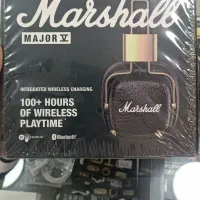 Marshall
MAJOR V
INTEGRATED WIRELESS CHARGING
100+ HOURS
OF WIRELESS
PLAYTIME
Bluetooth
Marshall